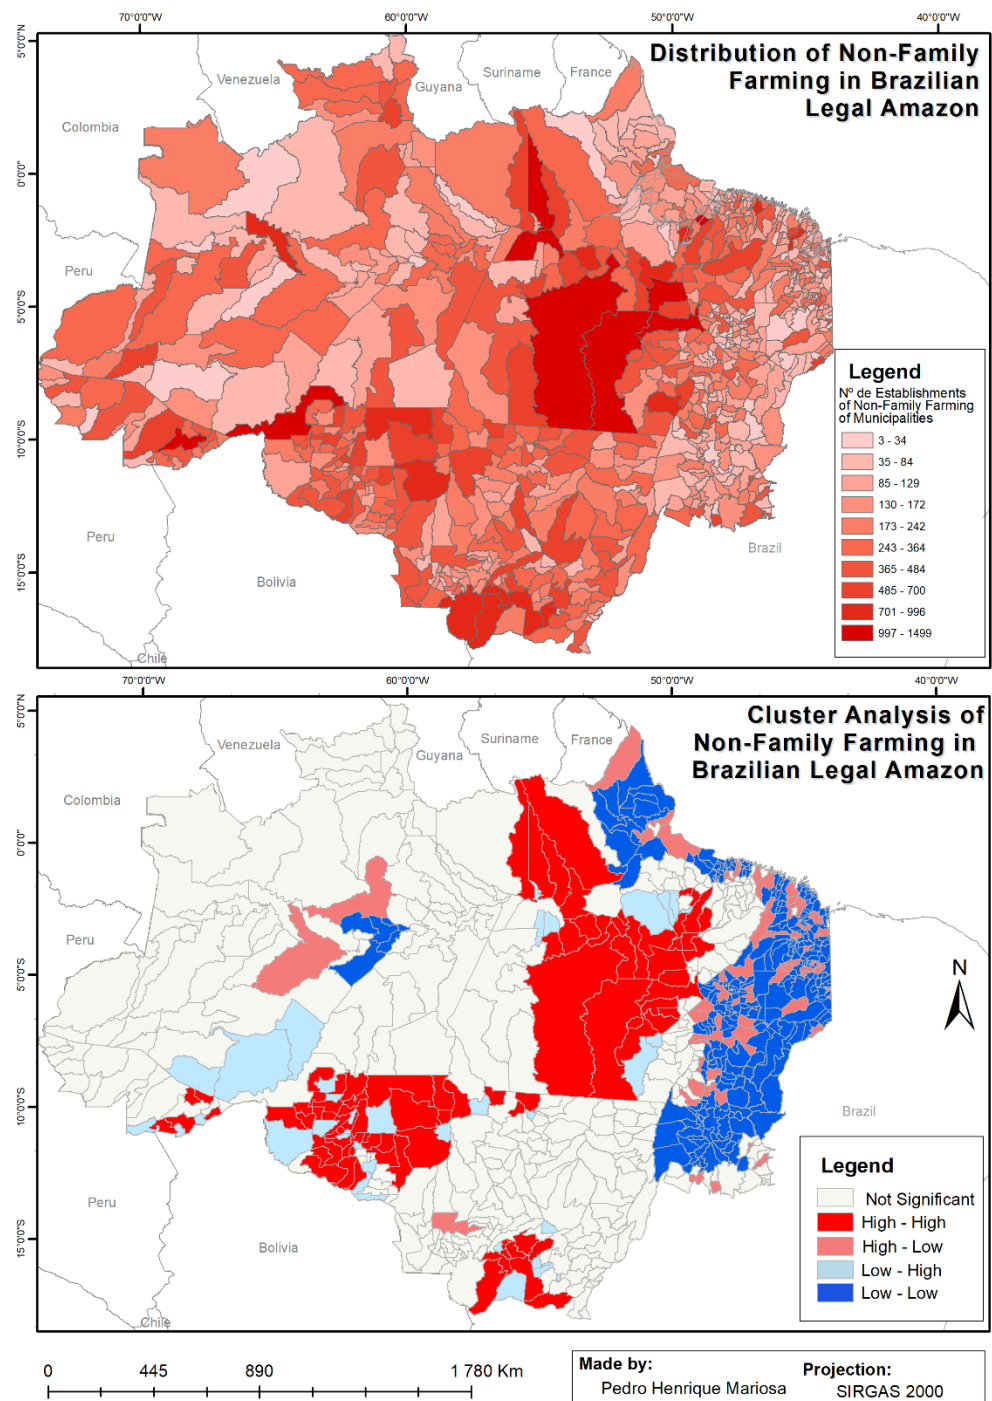 70°0'0"W 60°0'0"W 50°0'0"W 40°0'0"W
Distribution of Non-Family
Farming in Brazilian
Legal Amazon
5°0'0"N
0°0'0"
5°0'0"S
10°0'0"S
15°0'0"S
Venezuela
Guyana
Suriname
France
Colombia
Peru
Peru
Bolivia
Chile
Brazil
Legend
Nº de Establishments
of Non-Family Farming
of Municipalities
3 - 34
35 - 84
85 - 129
130 - 172
173 - 242
243 - 364
365 - 484
485 - 700
701 - 996
997 - 1499
70°0'0"W 60°0'0"W 50°0'0"W 40°0'0"W
Cluster Analysis of
Non-Family Farming in
Brazilian Legal Amazon
5°0'0"N
0°0'0"
5°0'0"S
10°0'0"S
15°0'0"S
Venezuela
Guyana
Suriname
France
Colombia
Peru
Peru
Bolivia
Chile
Brazil
N
Legend
Not Significant
High - High
High - Low
Low - High
Low - Low
0 445 890 1 780 Km
Made by:
Pedro Henrique Mariosa
Projection:
SIRGAS 2000